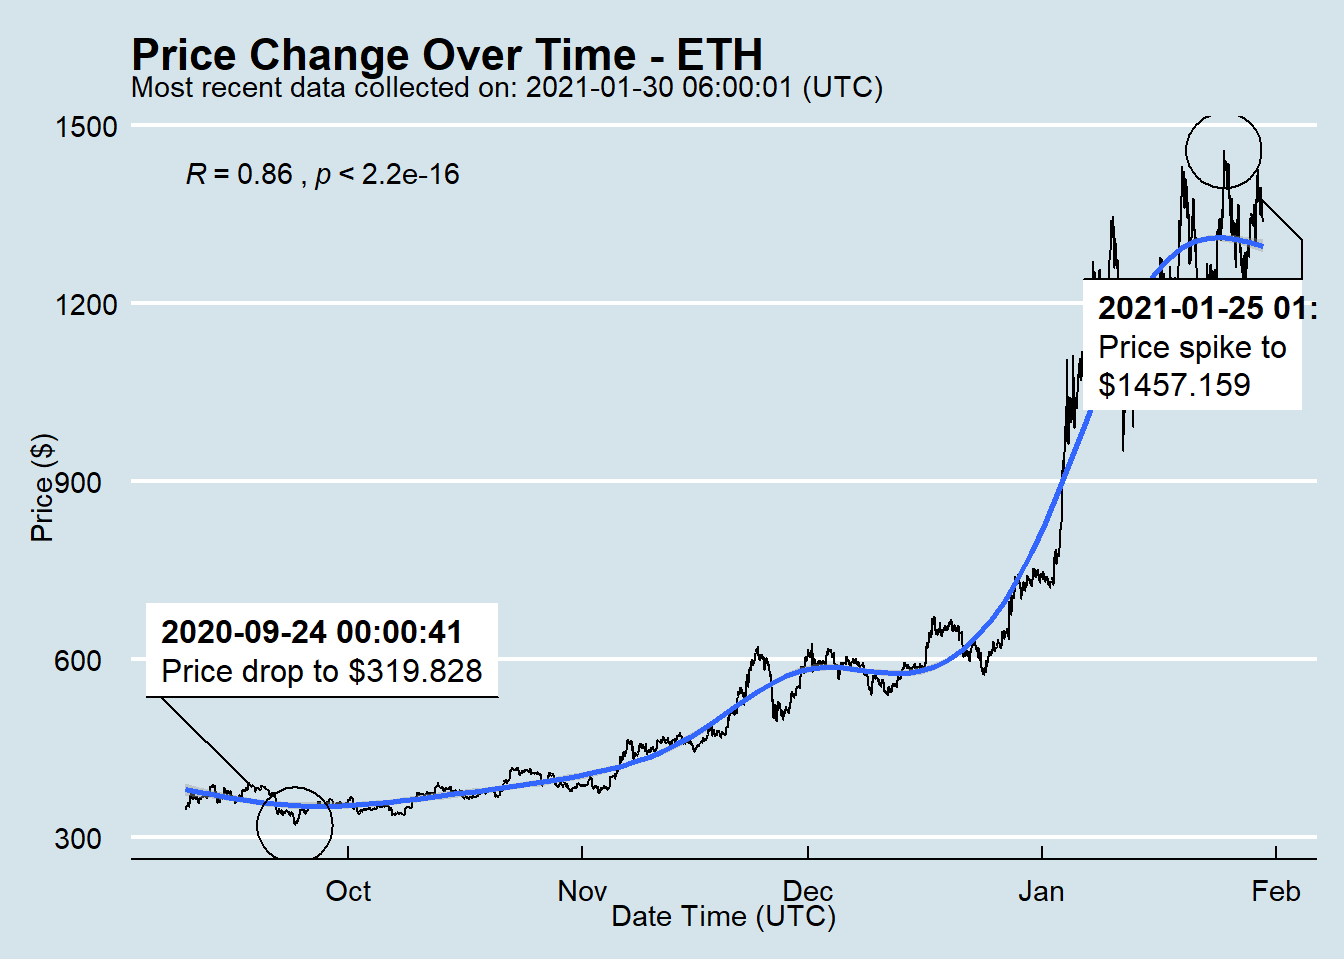 Price Change Over Time - ETH
Most recent data collected on: 2021-01-30 06:00:01 (UTC)
1500
R = 0.86 , p < 2.2e-16
1200
2021-01-25 01:
Price spike to
$1457.159
Price ($)
900
2020-09-24 00:00:41
Price drop to $319.828
600
300
Oct Nov Dec Jan Feb
Date Time (UTC)